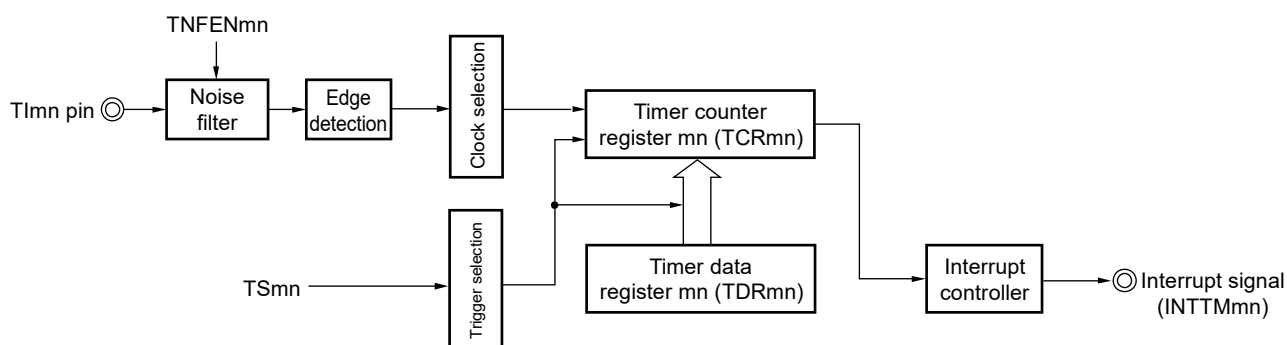 TNFENmn
TImn pin
Noise
filter
Edge
detection
Clock selection
Timer counter
register mn (TCRmn)
TSmn
Trigger selection
Timer data
register mn (TDRmn)
Interrupt
controller
Interrupt signal
(INTTMmn)